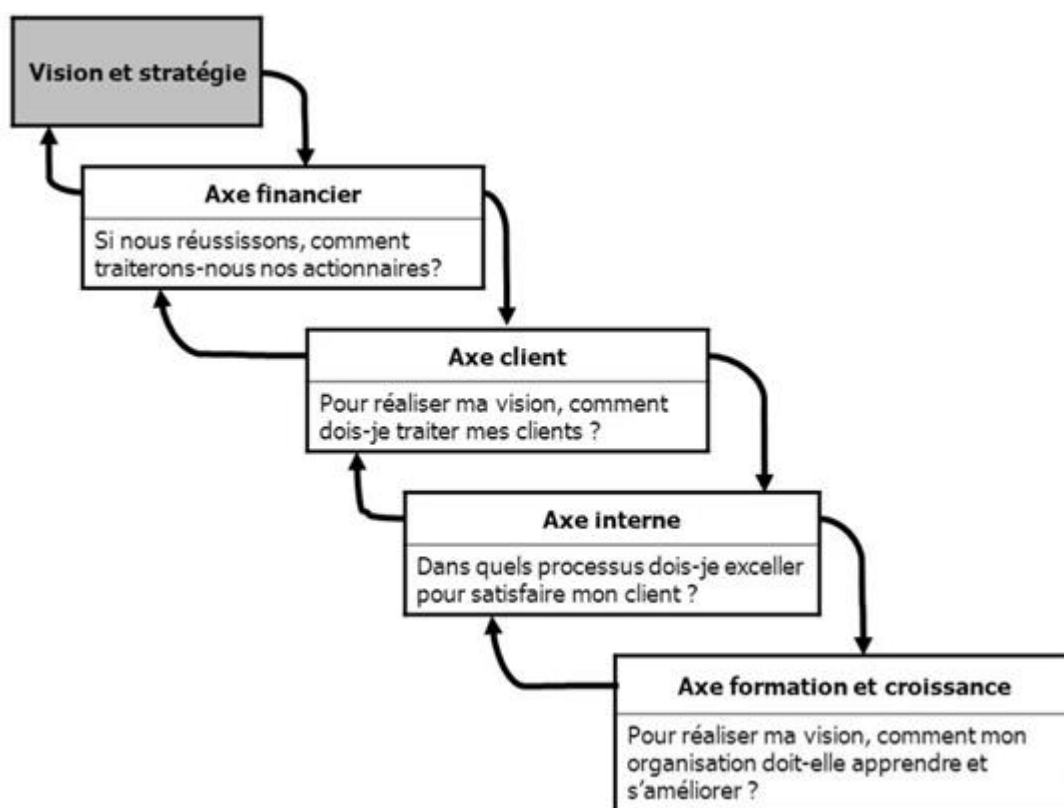 Vision et stratégie
Axe financier
Si nous réussissons, comment
traiterons-nous nos actionnaires?
Axe client
Pour réaliser ma vision, comment
dois-je traiter mes clients ?
Axe interne
Dans quels processus dois-je exceller
pour satisfaire mon client ?
Axe formation et croissance
Pour réaliser ma vision, comment mon
organisation doit-elle apprendre et
s’améliorer ?